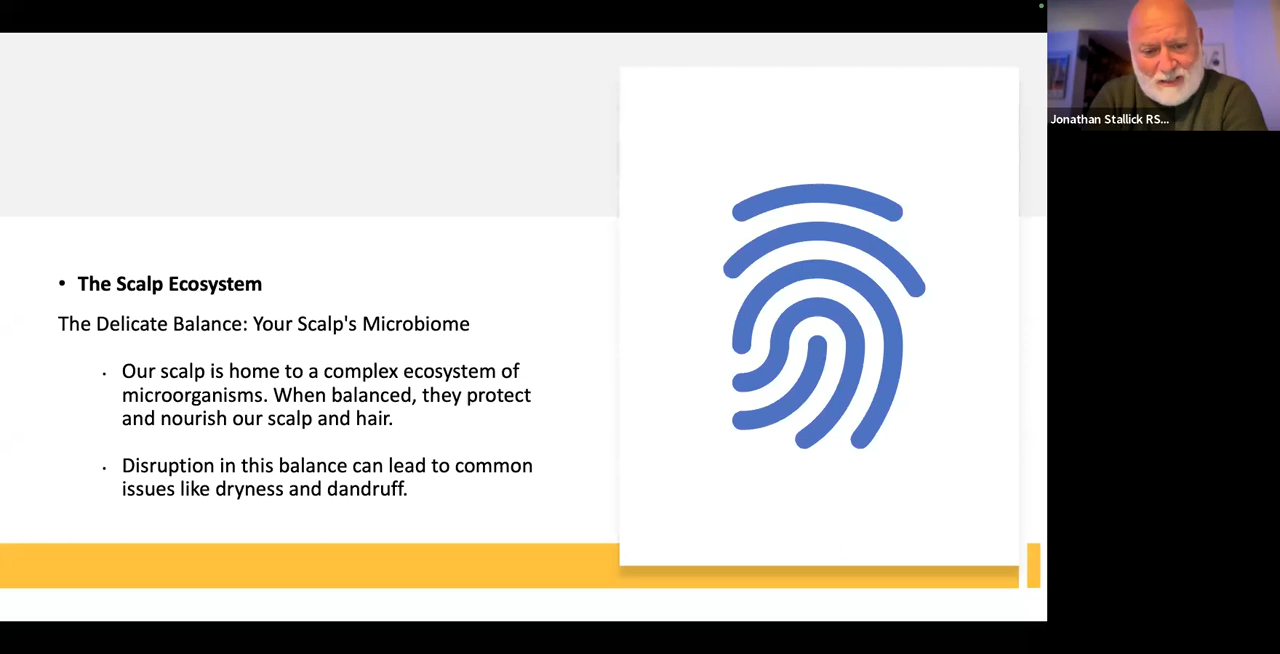 • The Scalp Ecosystem
The Delicate Balance: Your Scalp's Microbiome
• Our scalp is home to a complex ecosystem of
microorganisms. When balanced, they protect
and nourish our scalp and hair.
• Disruption in this balance can lead to common
issues like dryness and dandruff.
Jonathan Stallick RS...